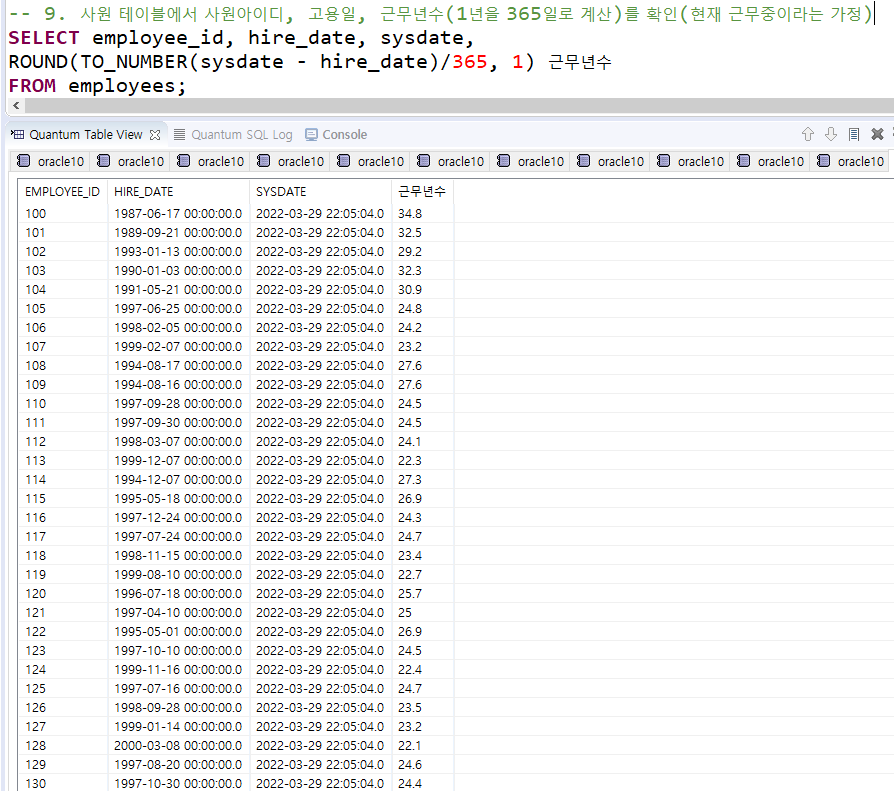 -- 9. 사원 테이블에서 사원아이디, 고용일, 근무년수(1년을 365일로 계산)를 확인(현재 근무중이라는 가정)
SELECT employee_id, hire_date, sysdate,
ROUND(TO_NUMBER(sysdate - hire_date)/365, 1) 근무년수
FROM employees;
Quantum Table View Quantum SQL Log Console
oracle10 oracle10 oracle10 oracle10 oracle10 oracle10 oracle10 oracle10 oracle10 oracle10 oracle10
EMPLOYEE_ID HIRE_DATE SYSDATE 근무년수
100 1987-06-17 00:00:00.0 2022-03-29 22:05:04.0 34.8
101 1989-09-21 00:00:00.0 2022-03-29 22:05:04.0 32.5
102 1993-01-13 00:00:00.0 2022-03-29 22:05:04.0 29.2
103 1990-01-03 00:00:00.0 2022-03-29 22:05:04.0 32.3
104 1991-05-21 00:00:00.0 2022-03-29 22:05:04.0 30.9
105 1997-06-25 00:00:00.0 2022-03-29 22:05:04.0 24.8
106 1998-02-05 00:00:00.0 2022-03-29 22:05:04.0 24.2
107 1999-02-07 00:00:00.0 2022-03-29 22:05:04.0 23.2
108 1994-08-17 00:00:00.0 2022-03-29 22:05:04.0 27.6
109 1994-08-16 00:00:00.0 2022-03-29 22:05:04.0 27.6
110 1997-09-28 00:00:00.0 2022-03-29 22:05:04.0 24.5
111 1997-09-30 00:00:00.0 2022-03-29 22:05:04.0 24.5
112 1998-03-07 00:00:00.0 2022-03-29 22:05:04.0 24.1
113 1999-12-07 00:00:00.0 2022-03-29 22:05:04.0 22.3
114 1994-12-07 00:00:00.0 2022-03-29 22:05:04.0 27.3
115 1995-05-18 00:00:00.0 2022-03-29 22:05:04.0 26.9
116 1997-12-24 00:00:00.0 2022-03-29 22:05:04.0 24.3
117 1997-07-24 00:00:00.0 2022-03-29 22:05:04.0 24.7
118 1998-11-15 00:00:00.0 2022-03-29 22:05:04.0 23.4
119 1999-08-10 00:00:00.0 2022-03-29 22:05:04.0 22.7
120 1996-07-18 00:00:00.0 2022-03-29 22:05:04.0 25.7
121 1997-04-10 00:00:00.0 2022-03-29 22:05:04.0 25
122 1995-05-01 00:00:00.0 2022-03-29 22:05:04.0 26.9
123 1997-10-10 00:00:00.0 2022-03-29 22:05:04.0 24.5
124 1999-11-16 00:00:00.0 2022-03-29 22:05:04.0 22.4
125 1997-07-16 00:00:00.0 2022-03-29 22:05:04.0 24.7
126 1998-09-28 00:00:00.0 2022-03-29 22:05:04.0 23.5
127 1999-01-14 00:00:00.0 2022-03-29 22:05:04.0 23.2
128 2000-03-08 00:00:00.0 2022-03-29 22:05:04.0 22.1
129 1997-08-20 00:00:00.0 2022-03-29 22:05:04.0 24.6
130 1997-10-30 00:00:00.0 2022-03-29 22:05:04.0 24.4